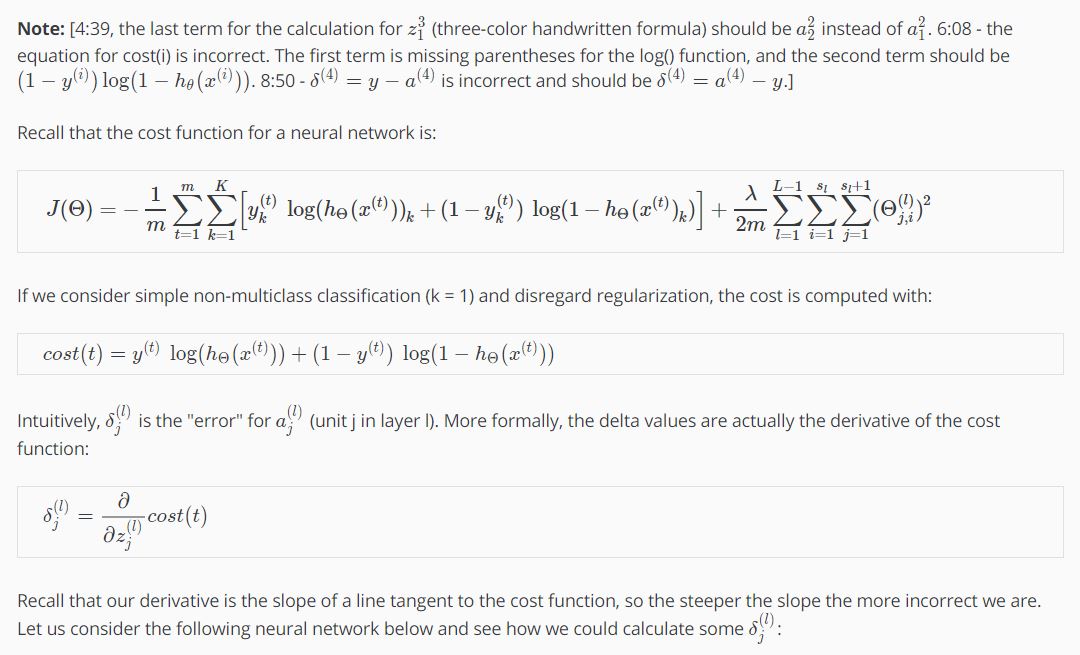 Note: [4:39, the last term for the calculation for $z_1^3$ (three-color handwritten formula) should be $a_3^2$ instead of $a_1^2$. 6:08 - the
equation for cost(i) is incorrect. The first term is missing parentheses for the log() function, and the second term should be
$(1 - y^{(i)}) \log(1 - h_\theta(x^{(i)}))$. 8:50 - $\delta^{(4)} = y - a^{(4)}$ is incorrect and should be $\delta^{(4)} = a^{(4)} - y$.]
Recall that the cost function for a neural network is:
$J(\Theta) = -\frac{1}{m} \sum_{t=1}^{m} \sum_{k=1}^{K} \left[ y_k^{(t)} \log(h_\Theta(x^{(t)}))_k + (1 - y_k^{(t)}) \log(1 - h_\Theta(x^{(t)})_k) \right] + \frac{\lambda}{2m} \sum_{l=1}^{L-1} \sum_{i=1}^{s_l} \sum_{j=1}^{s_l+1} (\Theta_{j,i}^{(l)})^2$
If we consider simple non-multiclass classification (k = 1) and disregard regularization, the cost is computed with:
$cost(t) = y^{(t)} \log(h_\Theta(x^{(t)})) + (1 - y^{(t)}) \log(1 - h_\Theta(x^{(t)}))$
Intuitively, $\delta_j^{(l)}$ is the "error" for $a_j^{(l)}$ (unit j in layer l). More formally, the delta values are actually the derivative of the cost
function:
$\delta_j^{(l)} = \frac{\partial}{\partial z_j^{(l)}} cost(t)$
Recall that our derivative is the slope of a line tangent to the cost function, so the steeper the slope the more incorrect we are.
Let us consider the following neural network below and see how we could calculate some $\delta_j^{(l)}$: